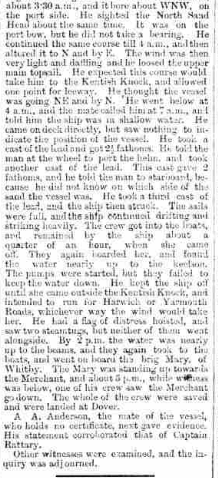 about 3:30 a.m., and it bore about WNW, on
the port side. He sighted the North Sand
Head about the same time. It was on the
port bow, but he did not take a bearing. He
continued the same course till 4 a.m., and then
altered it to N and by E. The wind was then
very light and baffling and he loosed the upper
main topsail. He expected this course would
take him to the Kentish Knock, and allowed
one point for leeway. He thought the vessel
was going NE and by N. He went below at
4 a.m., and the mate called him at 7 a.m., and
told him the ship was in shallow water. He
came on deck directly, but saw nothing to in-
dicate the position of the vessel. He took a
cast of the lead and got 2½ fathoms. He told the
man at the wheel to port the helm, and took
another cast of the lead. This cast gave 2
fathoms, and he told the man to starboard, be-
cause he did not know on which side of the
sand the vessel was. He took a third cast of
the lead, and the ship then struck. The sails
were full, and the ship continued drifting and
striking heavily. The crew got into the boats,
and remained by the ship about a
quarter of an hour, when she came
off. They again boarded her, and found
the water nearly up to the keelson.
The pumps were started, but they failed to
keep the water down. He kept the ship off
until she came outside the Kentish Knock, and
intended to run for Harwich or Yarmouth
Roads, whichever way the wind would take
her. He had a flag of distress hoisted, and
saw two steamtugs, but neither of them went
alongside. By 2 p.m. the water was nearly
up to the beams, and they again took to the
boats, and went on board the brig Mary, of
Whitby. The Mary was standing up towards
the Merchant, and about 5 p.m., while witness
was below, one of his crew saw the Merchant
go down. The whole of the crew were saved
and were landed at Dover.
A. A. Anderson, the mate of the vessel,
who holds no certificate, next gave evidence.
His statement corroborated that of Captain
Rattray.
Other witnesses were examined, and the in-
quiry was adjourned.